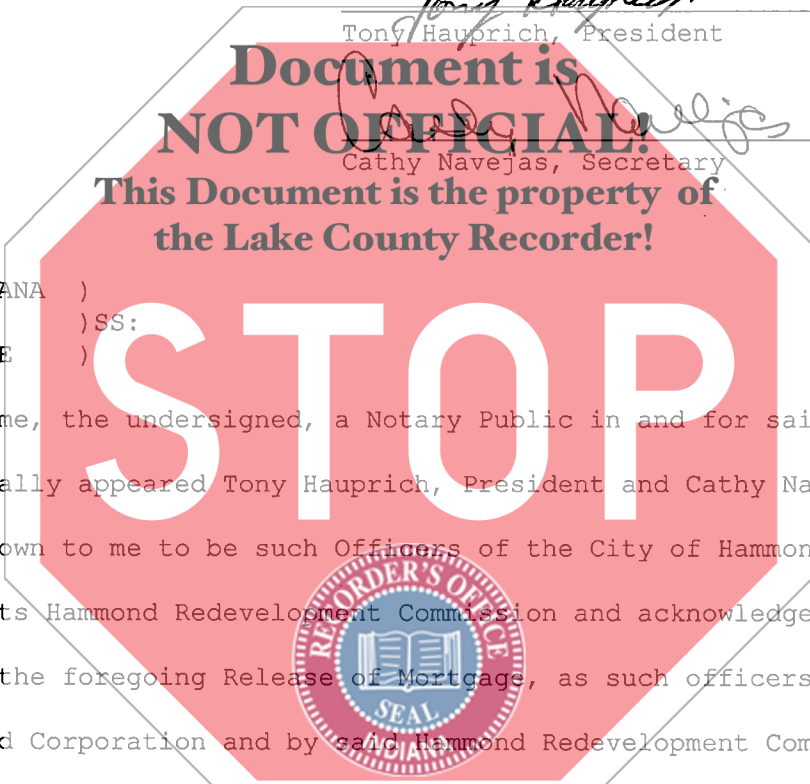 Tony Hauprich, President
Document is
NOT OFFICIAL!
Cathy Navejas
Cathy Navejas, Secretary
This Document is the property of
the Lake County Recorder!
ANA )
)SS:
E )
STOP
me, the undersigned, a Notary Public in and for sai
ally appeared Tony Hauprich, President and Cathy Na
own to me to be such Officers of the City of Hammon
ts Hammond Redevelopment Commission and acknowledge
the foregoing Release of Mortgage, as such officers
d Corporation and by said Hammond Redevelopment Com
RECORDER'S OFFICE
SEAL
INDIANA